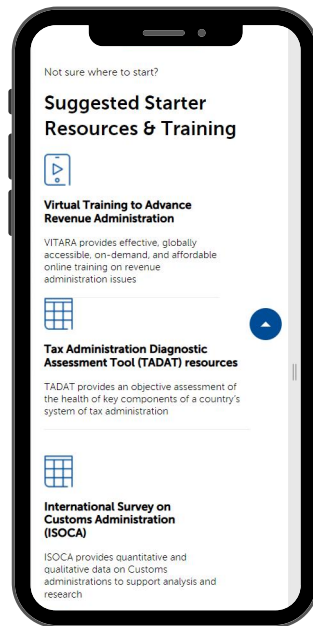 Not sure where to start?
Suggested Starter
Resources & Training
Virtual Training to Advance
Revenue Administration
VITARA provides effective, globally
accessible, on-demand, and affordable
online training on revenue
administration issues
Tax Administration Diagnostic
Assessment Tool (TADAT) resources
TADAT provides an objective assessment of
the health of key components of a country's
system of tax administration
International Survey on
Customs Administration
(ISOCA)
ISOCA provides quantitative and
qualitative data on Customs
administrations to support analysis and
research